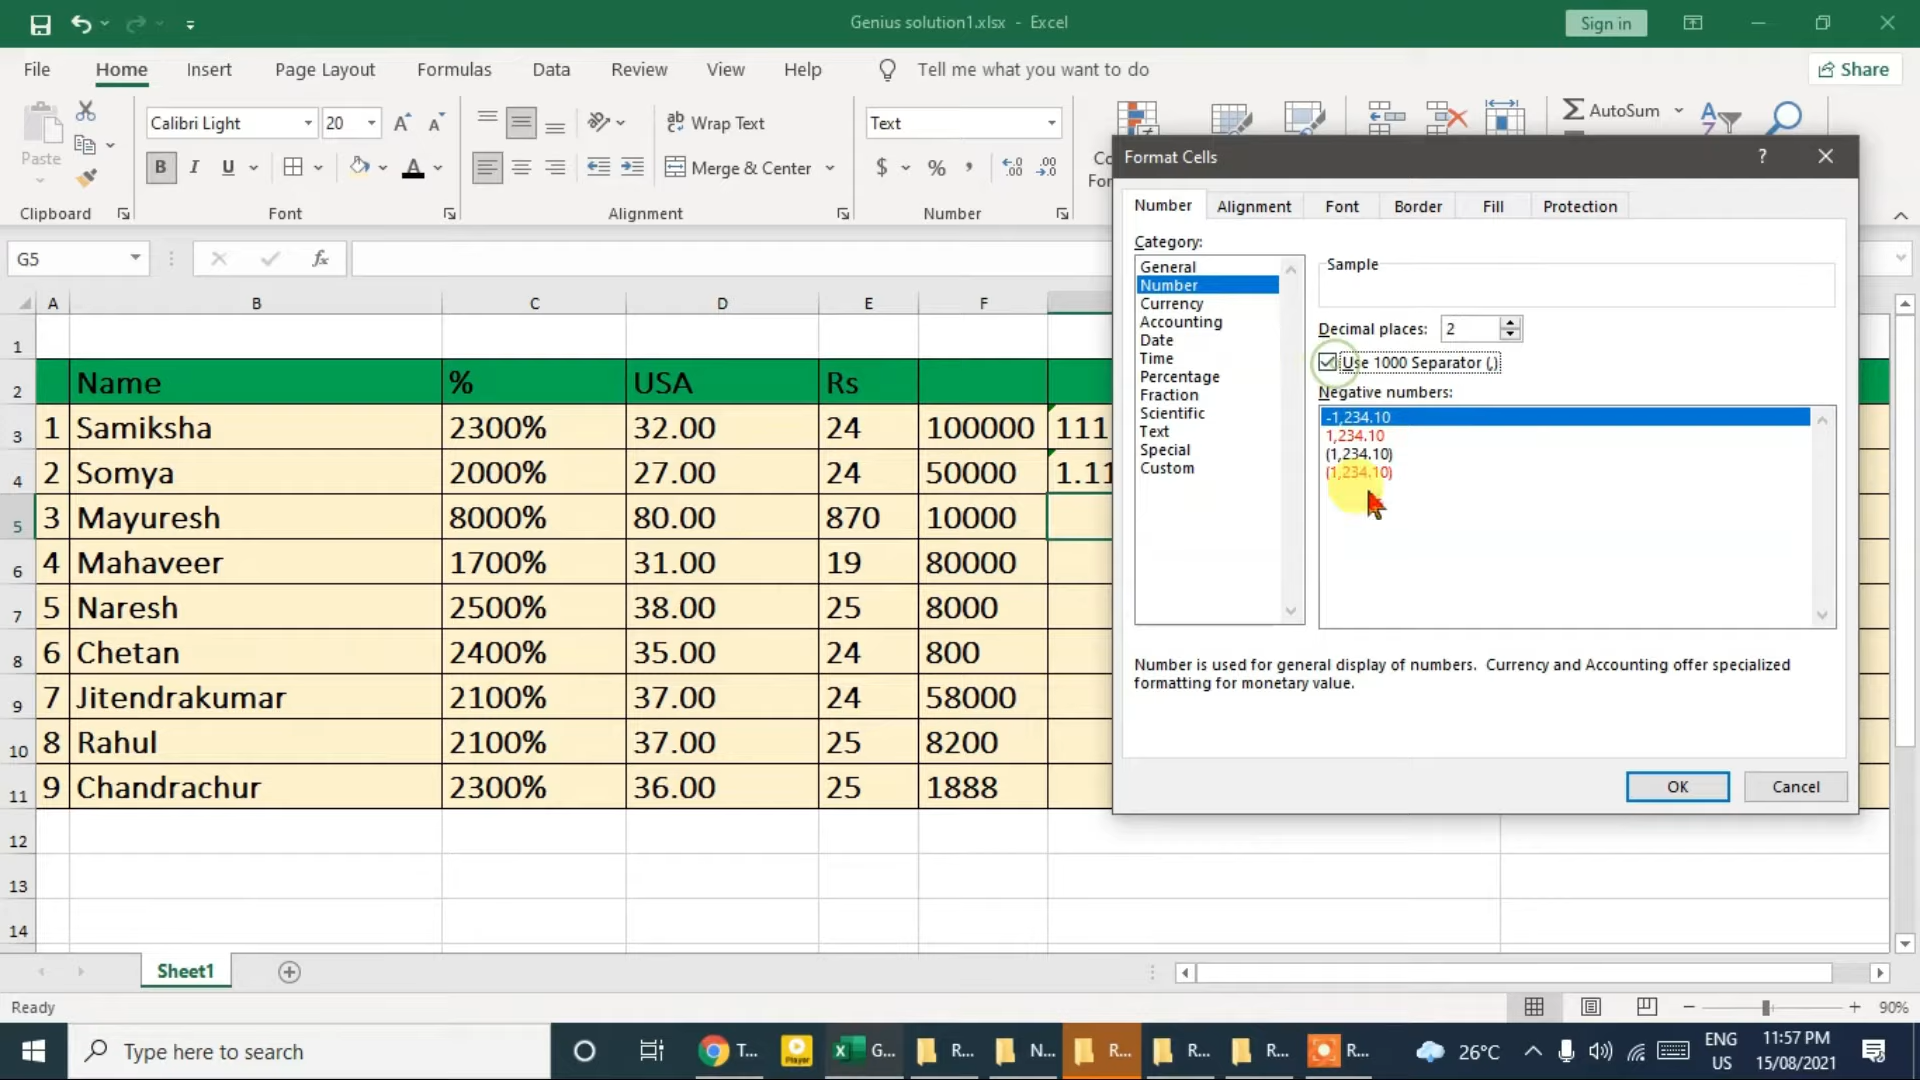 Genius solution1.xlsx - Excel
Sign in
File Home Insert Page Layout Formulas Data Review View Help Tell me what you want to do Share
Paste
Calibri Light 20
Wrap Text
Text
AutoSum
B I U
Merge & Center
$ % ,
Clipboard Font Alignment Number
G5
fx
A B C D E F
1
2 Name % USA Rs
3 1 Samiksha 2300% 32.00 24 100000 111
4 2 Somya 2000% 27.00 24 50000 1.11
5 3 Mayuresh 8000% 80.00 870 10000
6 4 Mahaveer 1700% 31.00 19 80000
7 5 Naresh 2500% 38.00 25 8000
8 6 Chetan 2400% 35.00 24 800
9 7 Jitendrakumar 2100% 37.00 24 58000
10 8 Rahul 2100% 37.00 25 8200
11 9 Chandrachur 2300% 36.00 25 1888
12
13
14
Format Cells ?
Number Alignment Font Border Fill Protection
Category:
General
Number
Currency
Accounting
Date
Time
Percentage
Fraction
Scientific
Text
Special
Custom
Sample
Decimal places: 2
Use 1000 Separator (,)
Negative numbers:
-1,234.10
1,234.10
(1,234.10)
(1,234.10)
Number is used for general display of numbers. Currency and Accounting offer specialized
formatting for monetary value.
OK Cancel
Sheet1
Ready
90%
Type here to search
T...
Player
G...
R...
N...
R...
R...
R...
R...
26°C
ENG
US
11:57 PM
15/08/2021